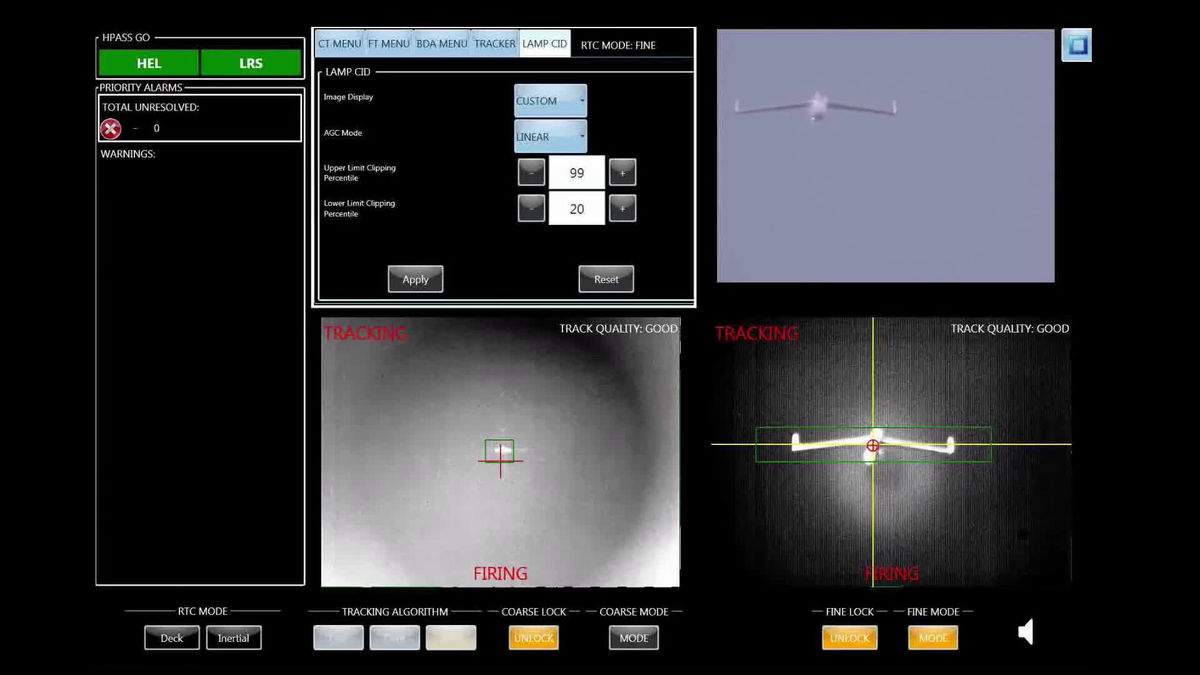 HPASS GO
HEL
LRS
PRIORITY ALARMS
TOTAL UNRESOLVED:
- 0
WARNINGS:
CT MENU
FT MENU
BDA MENU
TRACKER
LAMP CID
RTC MODE: FINE
LAMP CID
Image Display
CUSTOM
AGC Mode
LINEAR
Upper Limit Clipping
Percentile
- 99 +
Lower Limit Clipping
Percentile
- 20 +
Apply
Reset
TRACKING
TRACK QUALITY: GOOD
FIRING
TRACKING
TRACK QUALITY: GOOD
FIRING
RTC MODE
Deck
Inertial
TRACKING ALGORITHM
COARSE LOCK
UNLOCK
COARSE MODE
MODE
FINE LOCK
UNLOCK
FINE MODE
MODE